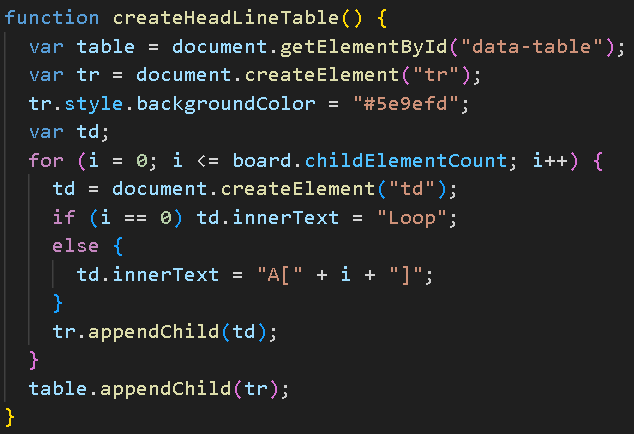 function createHeadLineTable() {
  var table = document.getElementById("data-table");
  var tr = document.createElement("tr");
  tr.style.backgroundColor = "#5e9efd";
  var td;
  for (i = 0; i <= board.childElementCount; i++) {
    td = document.createElement("td");
    if (i == 0) td.innerText = "Loop";
    else {
      td.innerText = "A[" + i + "]";
    }
    tr.appendChild(td);
  }
  table.appendChild(tr);
}